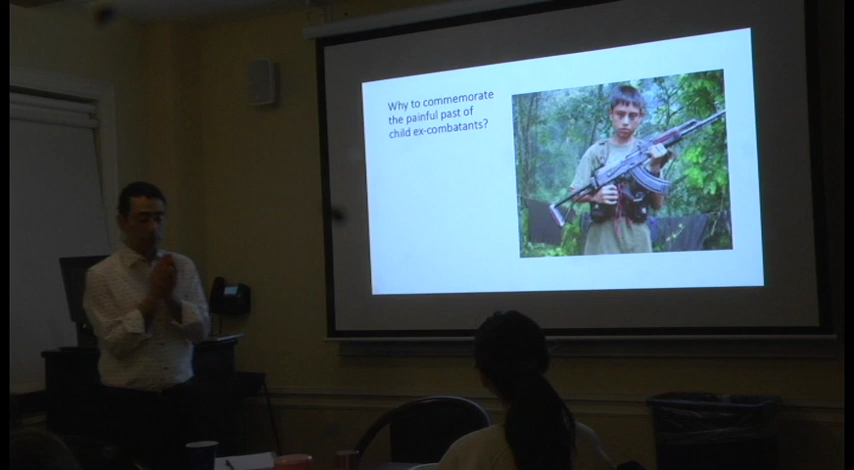 Why to commemorate
the painful past of
child ex-combatants?